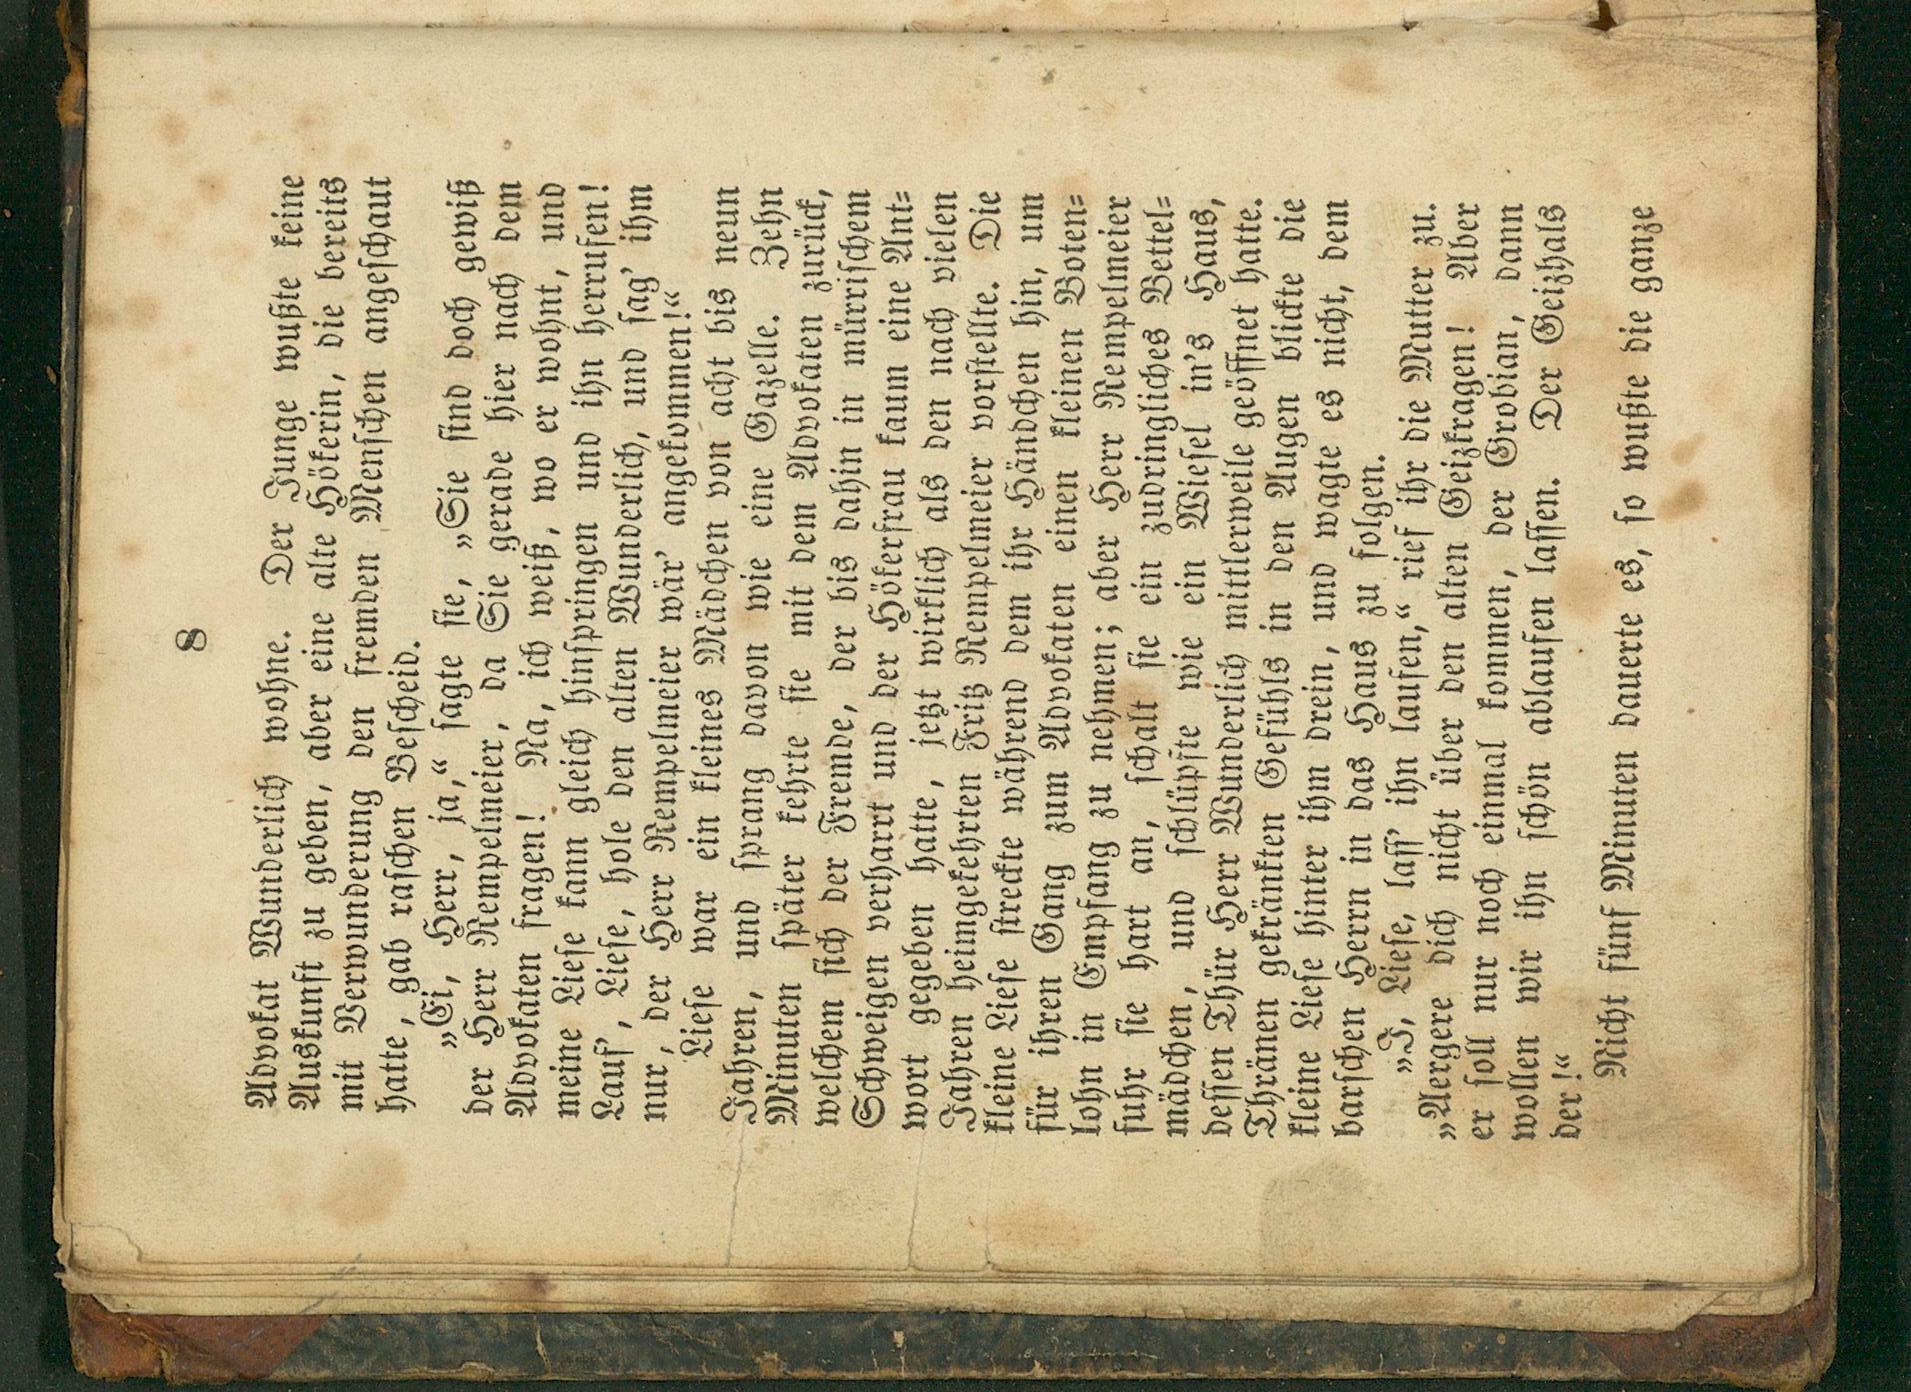 8
Advokat Wunderlich wohne. Der Junge wußte keine
Auskunft zu geben, aber eine alte Hökerin, die bereits
mit Verwunderung den fremden Menschen angeschaut
hatte, gab raschen Bescheid.
»Ei, Herr, ja,“ sagte sie, »Sie sind doch gewiß
der Herr Rempelmeier, da Sie gerade hier nach dem
Advokaten fragen! Na, ich weiß, wo er wohnt, und
meine Liese kann gleich hinspringen und ihn herrufen!
Lauf', Liese, hole den alten Wunderlich, und sag' ihm
nur, der Herr Rempelmeier wär' angekommen!“
Liese war ein kleines Mädchen von acht bis neun
Jahren, und sprang davon wie eine Gazelle. Zehn
Minuten später kehrte sie mit dem Advokaten zurück,
welchem sich der Fremde, der bis dahin in mürrischem
Schweigen verharrt und der Hökerfrau kaum eine Ant⸗
wort gegeben hatte, jetzt wirklich als den nach vielen
Jahren heimgekehrten Fritz Rempelmeier vorstellte. Die
kleine Liese streckte während dem ihr Händchen hin, um
für ihren Gang zum Advokaten einen kleinen Boten⸗
lohn in Empfang zu nehmen; aber Herr Rempelmeier
fuhr sie hart an, schalt sie ein zudringliches Bettel⸗
mädchen, und schlüpfte wie ein Wiesel in's Haus,
dessen Thür Herr Wunderlich mittlerweile geöffnet hatte.
Thränen gekränkten Gefühls in den Augen blickte die
kleine Liese hinter ihm drein, und wagte es nicht, dem
barschen Herrn in das Haus zu folgen.
»J, Liese, lass' ihn laufen,“ rief ihr die Mutter zu.
»Aergere dich nicht über den alten Geizkragen! Aber
er soll nur noch einmal kommen, der Grobian, dann
wollen wir ihn schön ablaufen lassen. Der Geizhals
der!“
Nicht fünf Minuten dauerte es, so wußte die ganze